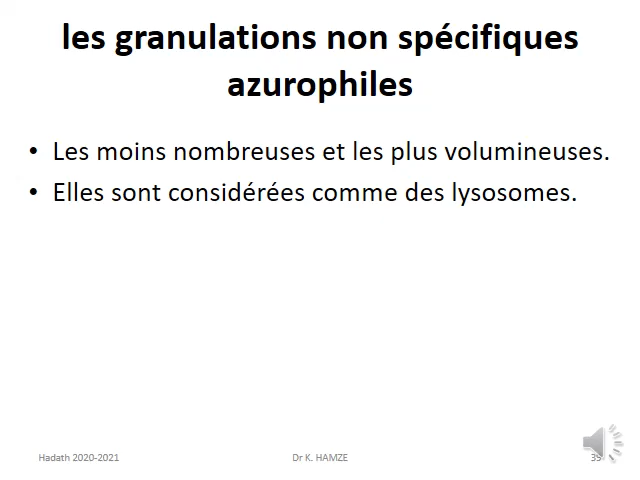 les granulations non spécifiques
azurophiles
• Les moins nombreuses et les plus volumineuses.
• Elles sont considérées comme des lysosomes.
Hadath 2020-2021
Dr K. HAMZE
39